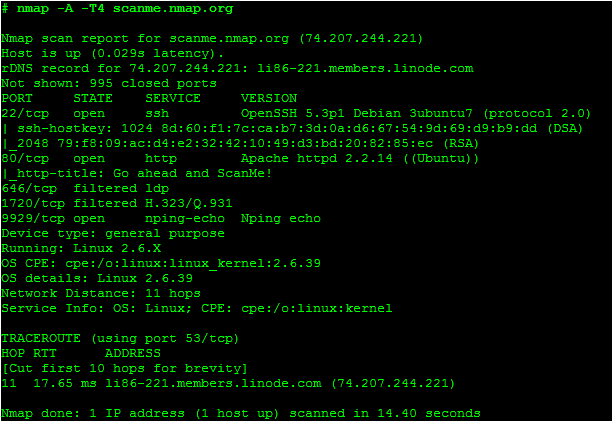 # nmap -A -T4 scanme.nmap.org
Nmap scan report for scanme.nmap.org (74.207.244.221)
Host is up (0.029s latency).
rDNS record for 74.207.244.221: li86-221.members.linode.com
Not shown: 995 closed ports
PORT     STATE    SERVICE     VERSION
22/tcp   open     ssh         OpenSSH 5.3p1 Debian 3ubuntu7 (protocol 2.0)
| ssh-hostkey: 1024 8d:60:f1:7c:ca:b7:3d:0a:d6:67:54:9d:69:d9:b9:dd (DSA)
|_2048 79:f8:09:ac:d4:e2:32:42:10:49:d3:bd:20:82:85:ec (RSA)
80/tcp   open     http        Apache httpd 2.2.14 ((Ubuntu))
|_http-title: Go ahead and ScanMe!
646/tcp  filtered ldp
1720/tcp filtered H.323/Q.931
9929/tcp open     nping-echo  Nping echo
Device type: general purpose
Running: Linux 2.6.X
OS CPE: cpe:/o:linux:linux_kernel:2.6.39
OS details: Linux 2.6.39
Network Distance: 11 hops
Service Info: OS: Linux; CPE: cpe:/o:linux:kernel
TRACEROUTE (using port 53/tcp)
HOP RTT      ADDRESS
[Cut first 10 hops for brevity]
11  17.65 ms li86-221.members.linode.com (74.207.244.221)
Nmap done: 1 IP address (1 host up) scanned in 14.40 seconds